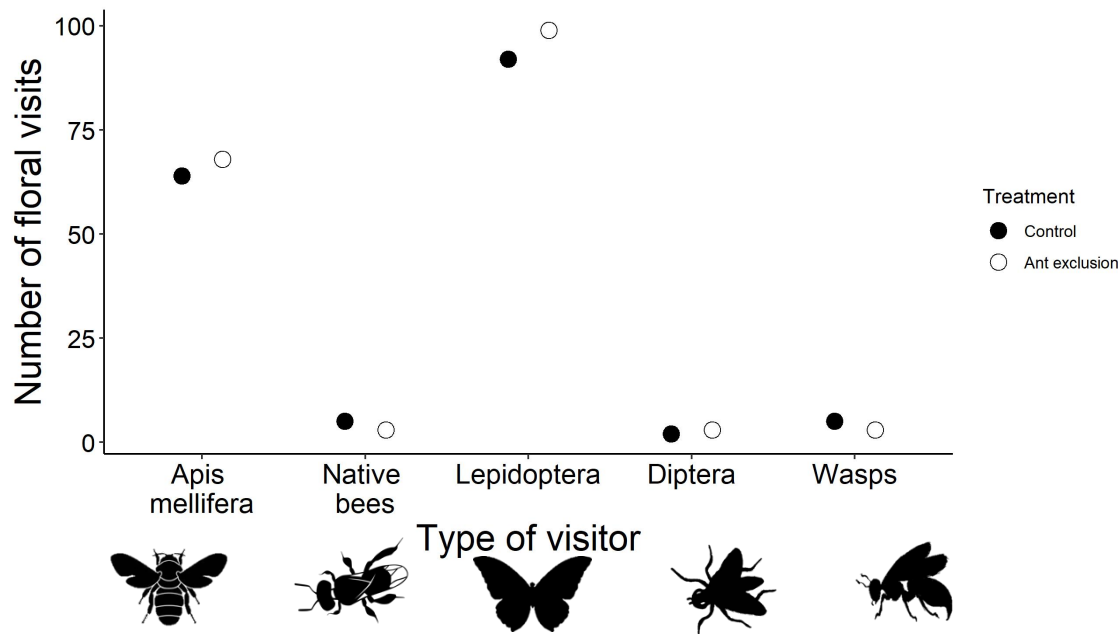 Number of floral visits
100
75
50
25
0
Apis
mellifera
Native
bees
Lepidoptera
Diptera
Wasps
Type of visitor
Treatment
Control
Ant exclusion